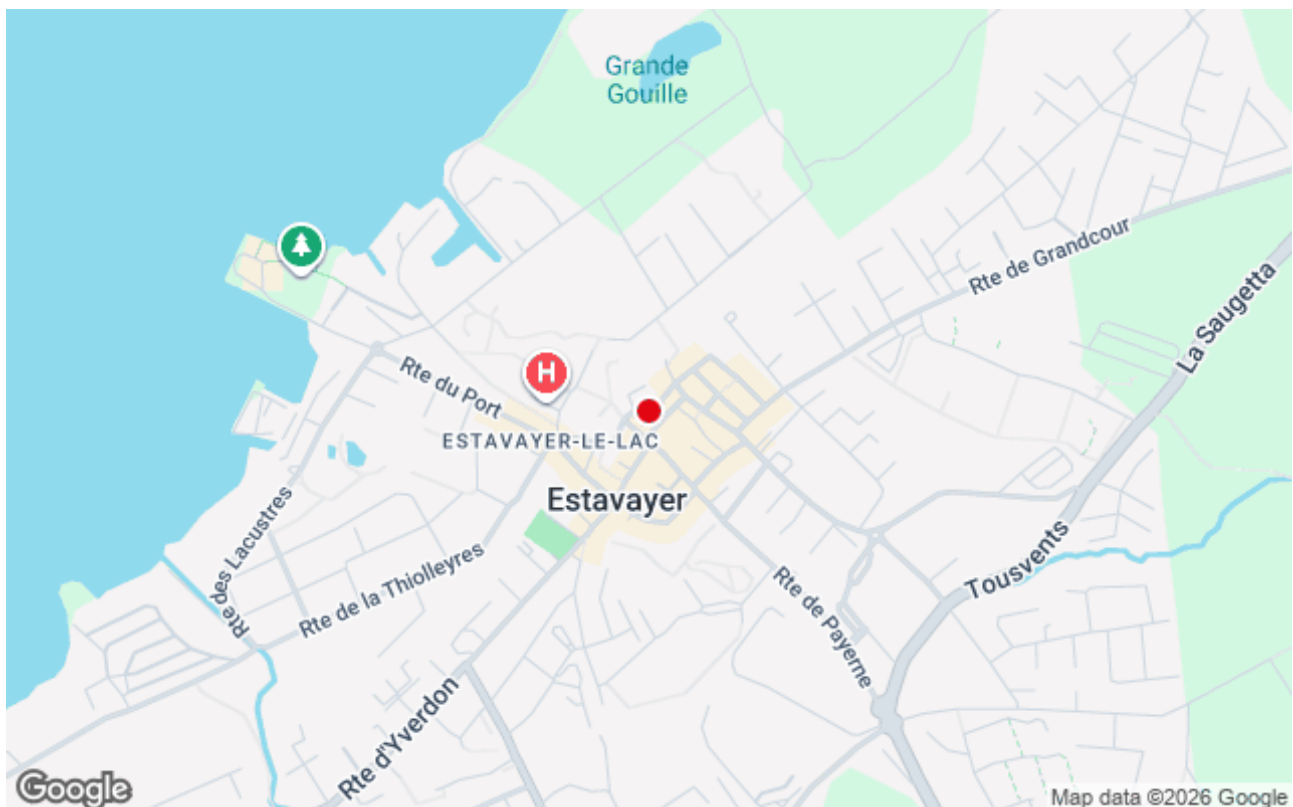 Grande
Gouille
Rte de Grandcour
La Saugetta
Rte du Port
H
ESTAVAYER-LE-LAC
Estavayer
Rte des Lacustres
Rte de la Thiolleyres
Tousvents
Rte de Payerne
Rte d'Yverdon
Google
Map data ©2026 Google